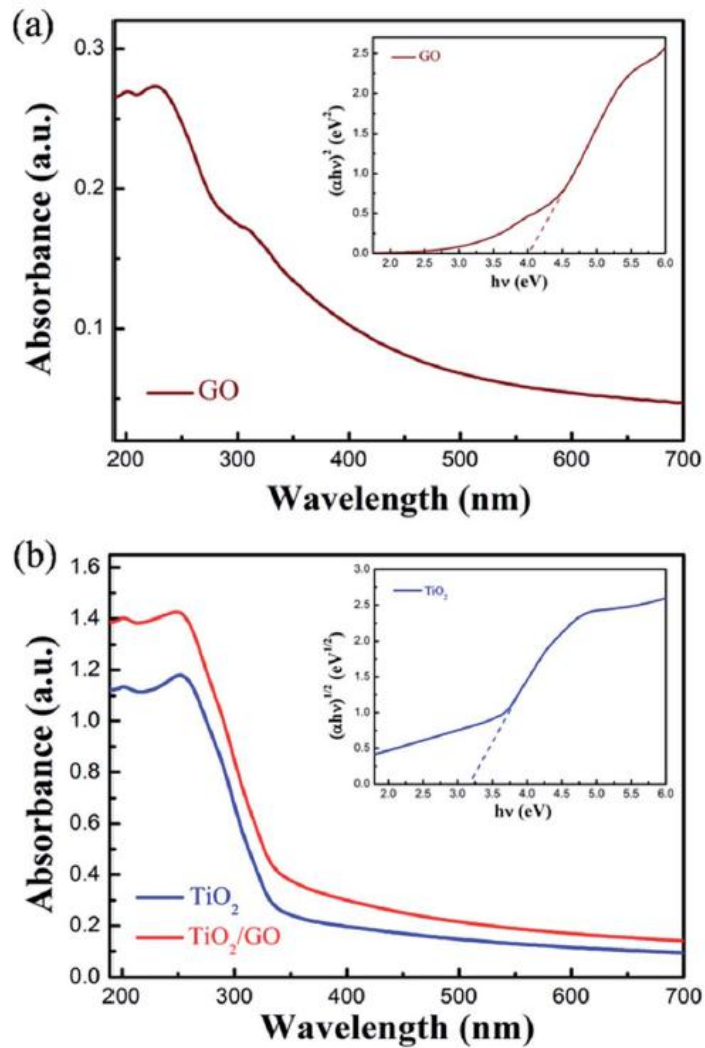 (a)
0.3
0.2
0.1
Absorbance (a.u.)
GO
200 300 400 500 600 700
Wavelength (nm)
GO
2.5
2.0
1.5
1.0
0.5
0.0
(αhν)² (eV²)
2.0 2.5 3.0 3.5 4.0 4.5 5.0 5.5 6.0
hν (eV)
(b)
1.6
1.4
1.2
1.0
0.8
0.6
0.4
0.2
0.0
Absorbance (a.u.)
TiO₂
TiO₂/GO
200 300 400 500 600 700
Wavelength (nm)
TiO₂
3.0
2.5
2.0
1.5
1.0
0.5
0.0
(αhν)^1/2 (eV^1/2)
2.0 2.5 3.0 3.5 4.0 4.5 5.0 5.5 6.0
hν (eV)